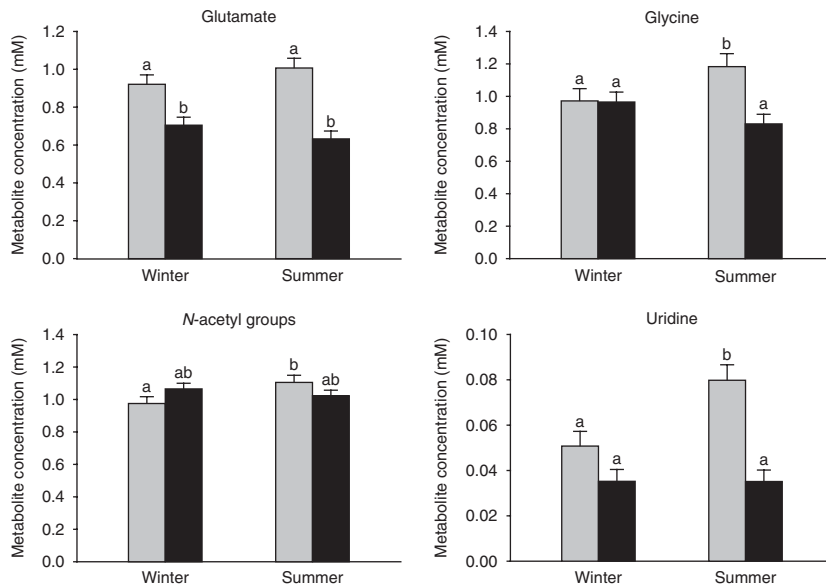 Glutamate
Metabolite concentration (mM)
1.2
1.0
0.8
0.6
0.4
0.2
0.0
a
b
a
b
Winter
Summer
Glycine
Metabolite concentration (mM)
1.4
1.2
1.0
0.8
0.6
0.4
0.2
0.0
a
a
b
a
Winter
Summer
N-acetyl groups
Metabolite concentration (mM)
1.4
1.2
1.0
0.8
0.6
0.4
0.2
0.0
a
ab
b
ab
Winter
Summer
Uridine
Metabolite concentration (mM)
0.10
0.08
0.06
0.04
0.02
0.00
a
a
b
a
Winter
Summer